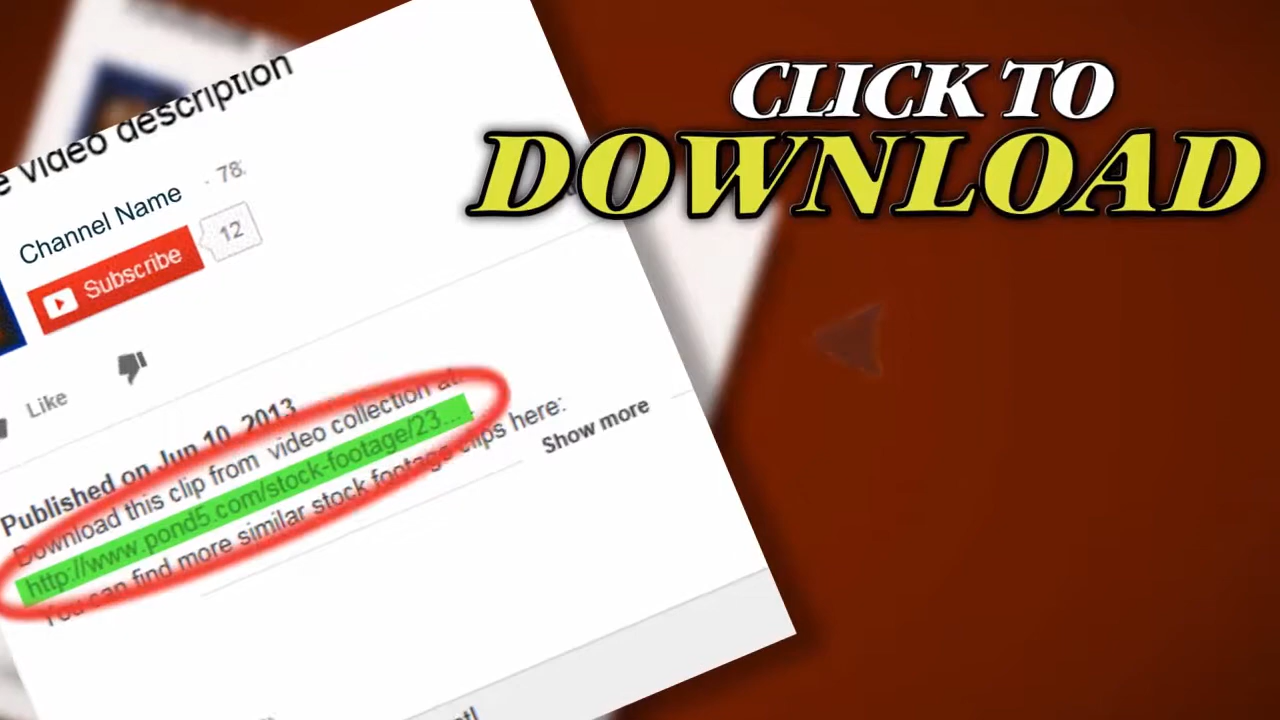 CLICK TO
DOWNLOAD
video description
Channel Name
Subscribe
12
Like
Published on Jun 10, 2013
Download this clip from video collection at
http://www.pond5.com/stock-footage/23...
You can find more similar stock footage clips here:
Show more